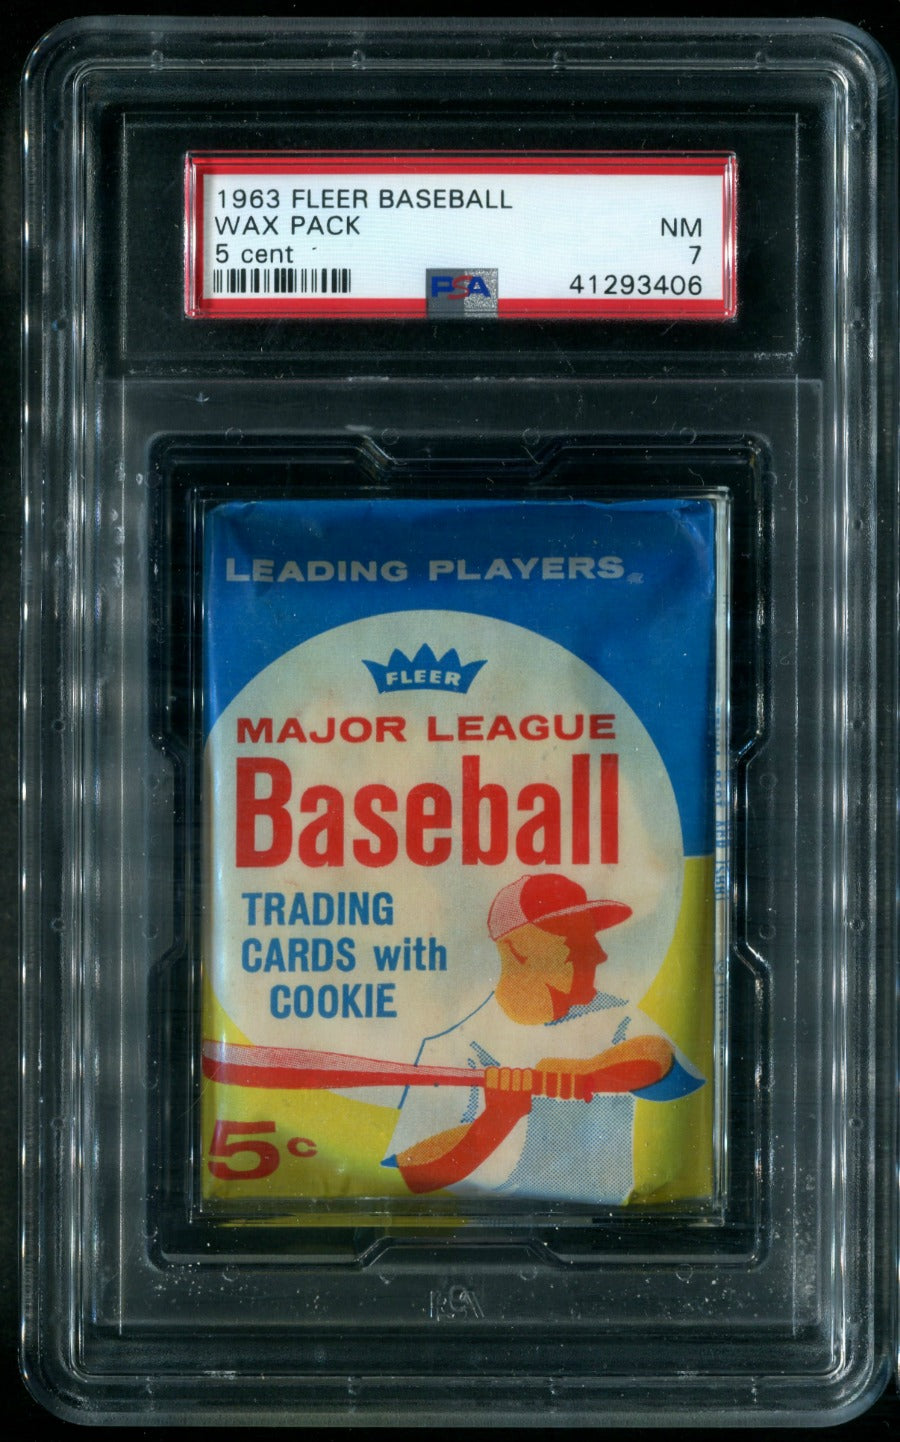 1963 FLEER BASEBALL
WAX PACK NM
5 cent 7
PSA 41293406
LEADING PLAYERS
FLEER
MAJOR LEAGUE
Baseball
TRADING
CARDS with
COOKIE
5c